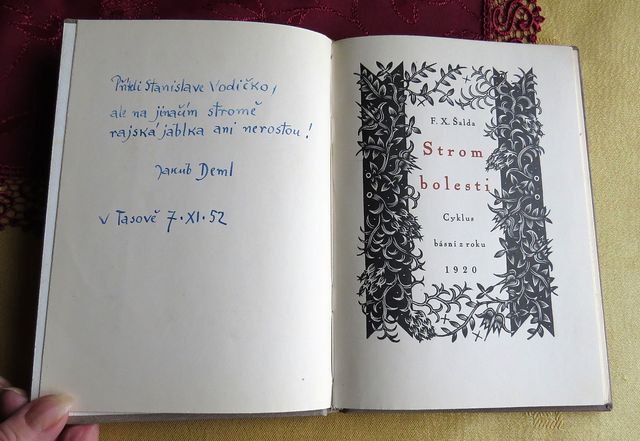 Příteli Stanislave Vodičko,
ale na jinačím stromě
rajská jablka ani nerostou!
Jakub Deml
v Tasově 7·XI·52
F. X. Šalda
Strom
bolesti
Cyklus
básní z roku
1920